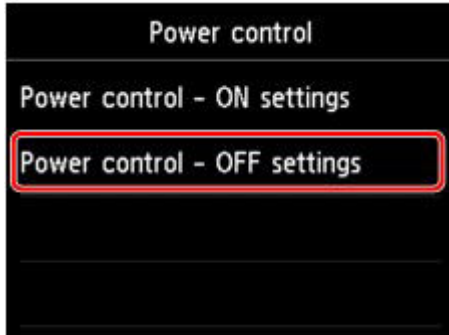 Power control
Power control – ON settings
Power control – OFF settings